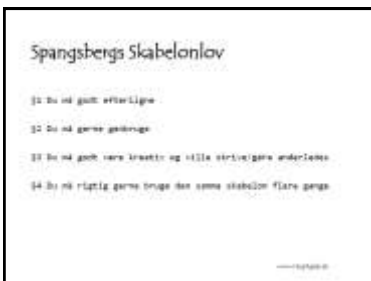 Spangsbergs Skabelonlov
§1 Du må godt efterligne
§2 Du må gerne genbruge
§3 Du må godt være kreativ og ville skrive/gøre anderledes
§4 Du må rigtig gerne bruge den samme skabelon flere gange